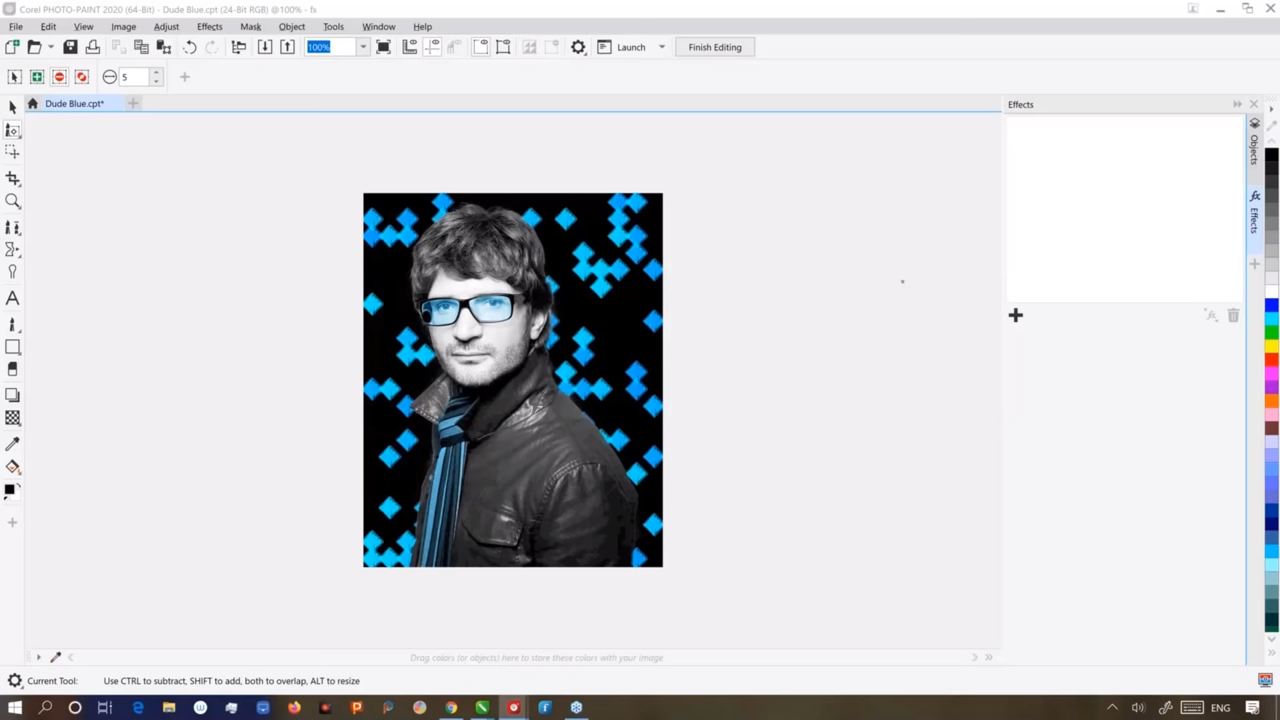 Corel PHOTO-PAINT 2020 (64-Bit) - Dude Blue.cpt (24-Bit RGB) @100% - fx
File Edit View Image Adjust Effects Mask Object Tools Window Help
100% Launch Finish Editing
5
Dude Blue.cpt*
Effects
Objects
Effects
Drag colors (or objects) here to store these colors with your image
Current Tool: Use CTRL to subtract, SHIFT to add, both to overlap, ALT to resize
ENG